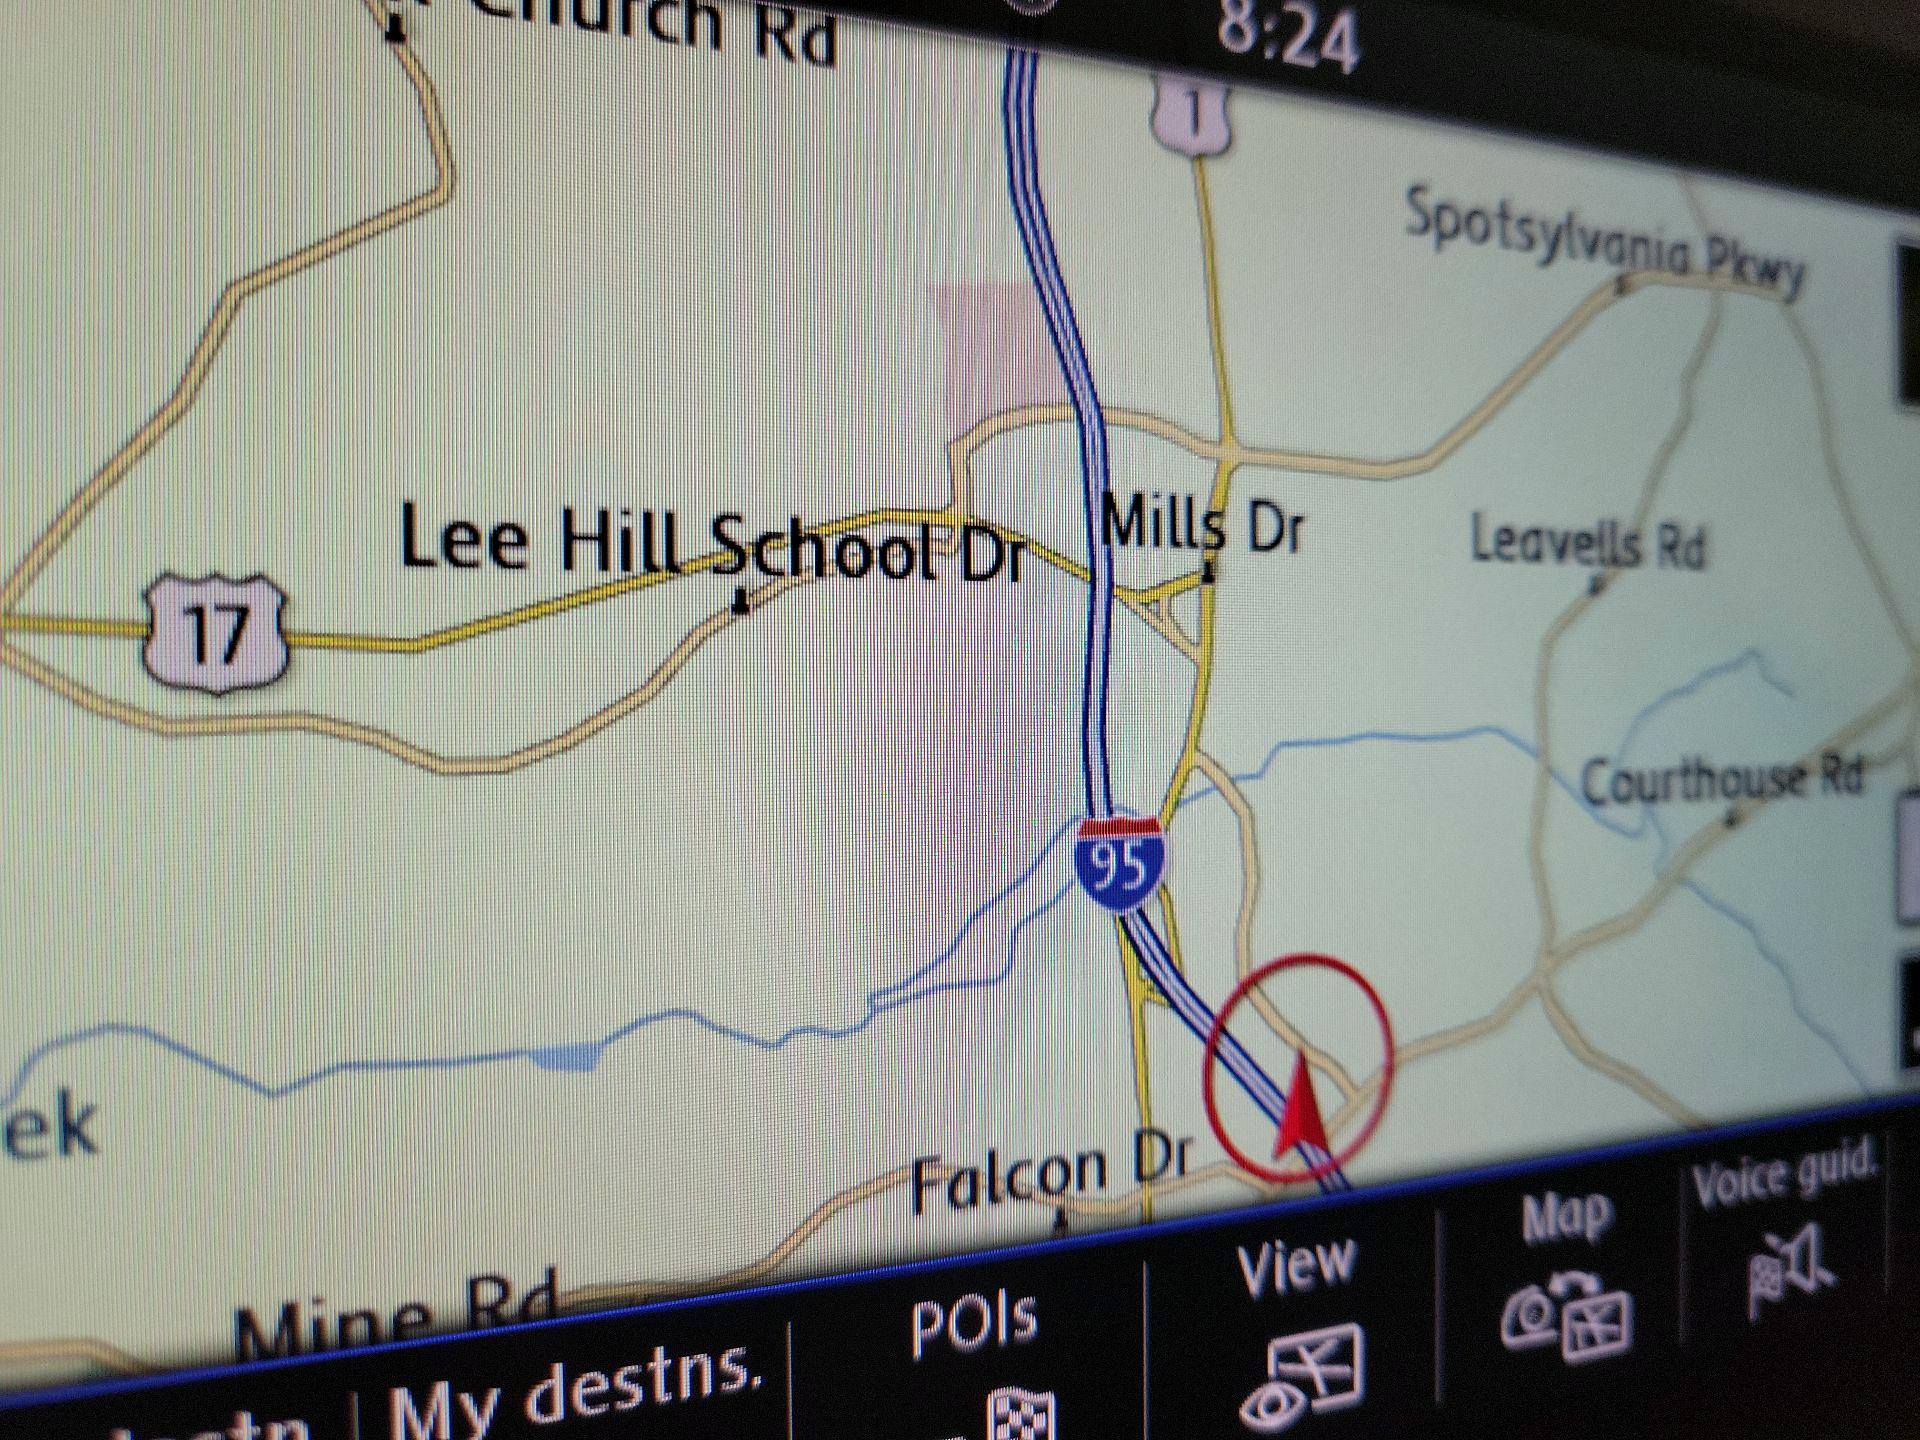 Church Rd
8:24
1
Spotsylvania Pkwy
Lee Hill School Dr
Mills Dr
Leavells Rd
17
Courthouse Rd
95
ek
Falcon Dr
Mine Rd
My destns.
POIs
View
Map
Voice guid.